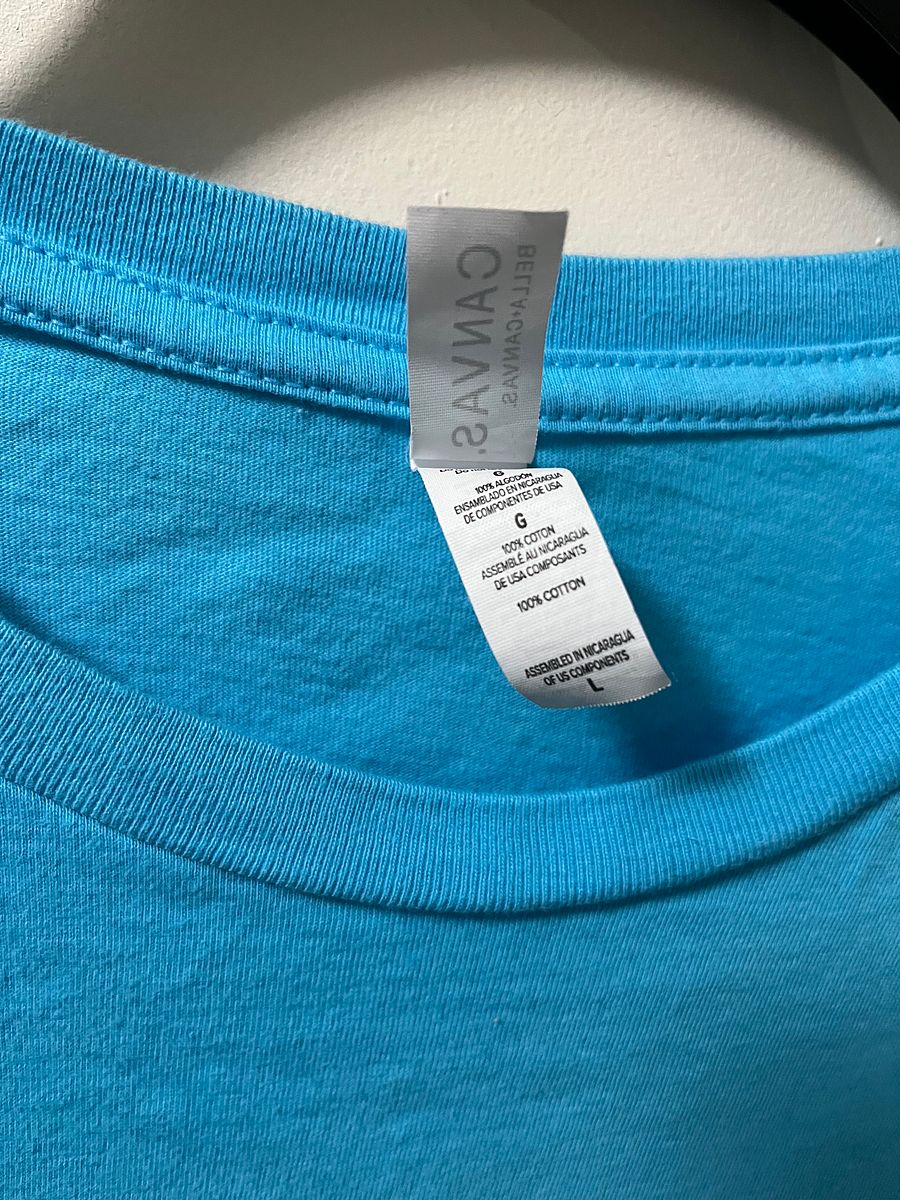 BELLA+CANVAS.
CANVAS.
G
100% ALGODÓN
ENSAMBLADO EN NICARAGUA
DE COMPONENTES DE USA
G
100% COTON
ASSEMBLÉ AU NICARAGUA
DE USA COMPOSANTS
100% COTTON
ASSEMBLED IN NICARAGUA
OF US COMPONENTS
L